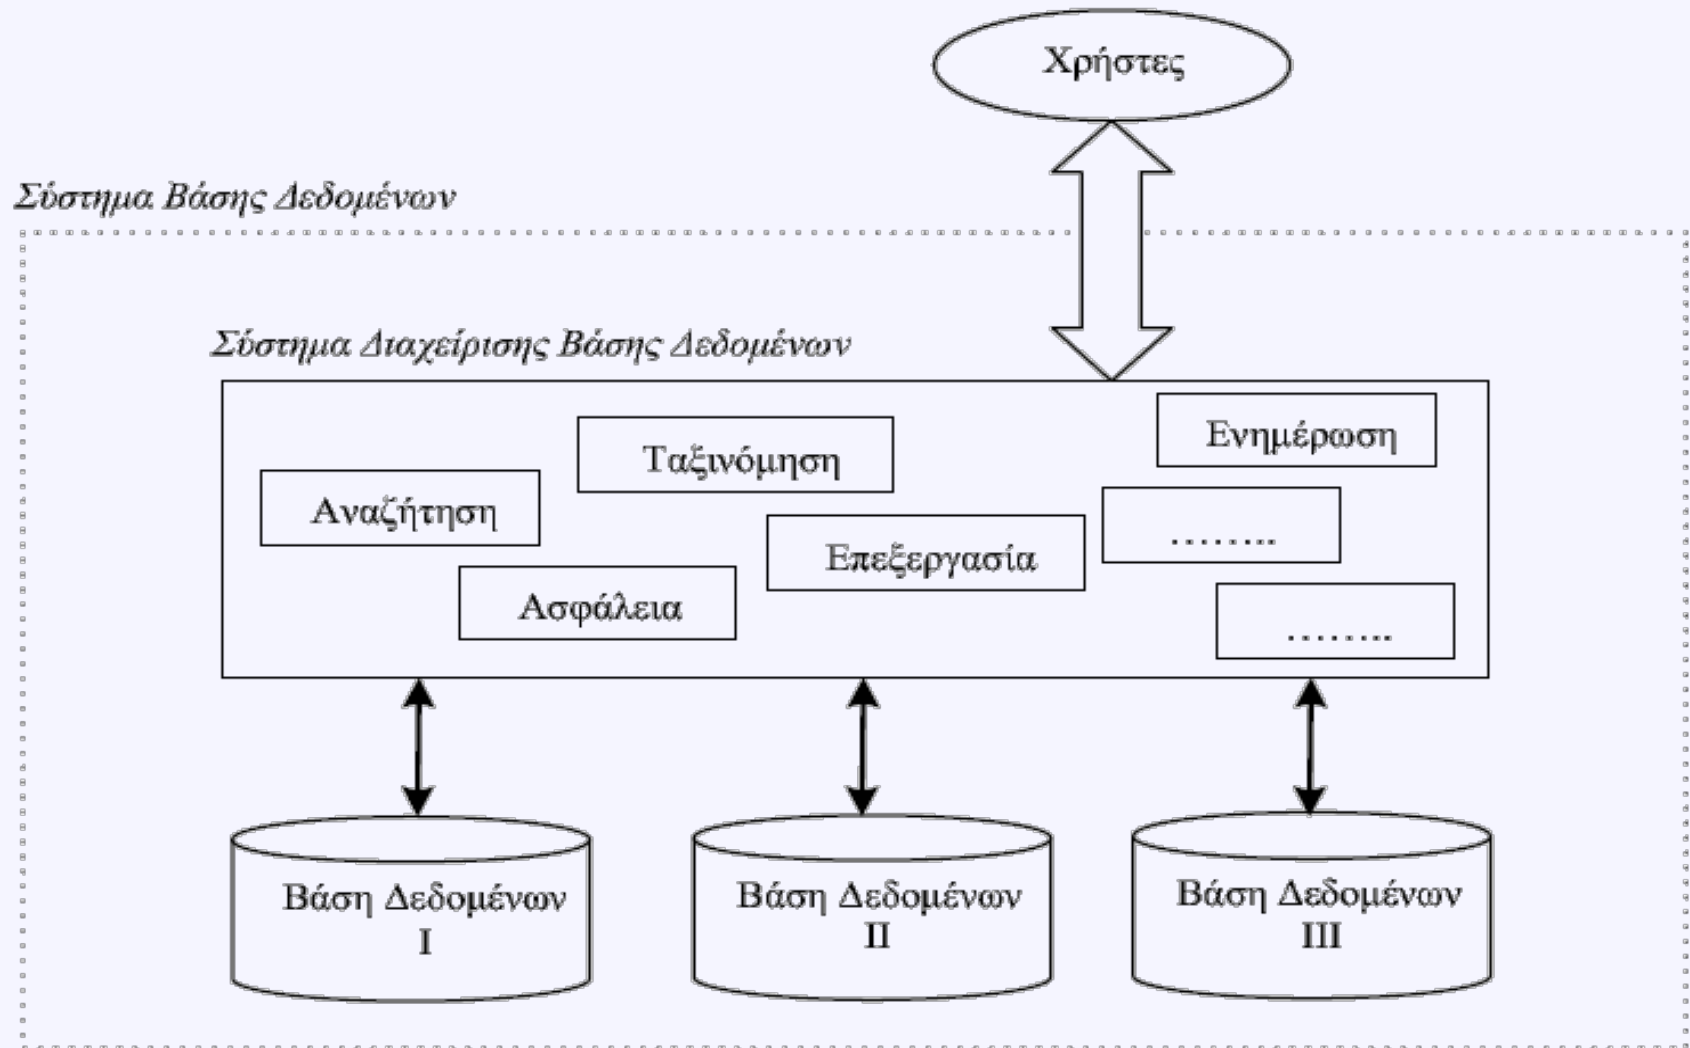 Χρήστες
Σύστημα Βάσης Δεδομένων
Σύστημα Διαχείρισης Βάσης Δεδομένων
Ενημέρωση
Ταξινόμηση
Αναζήτηση
........
Επεξεργασία
Ασφάλεια
........
Βάση Δεδομένων
I
Βάση Δεδομένων
II
Βάση Δεδομένων
III